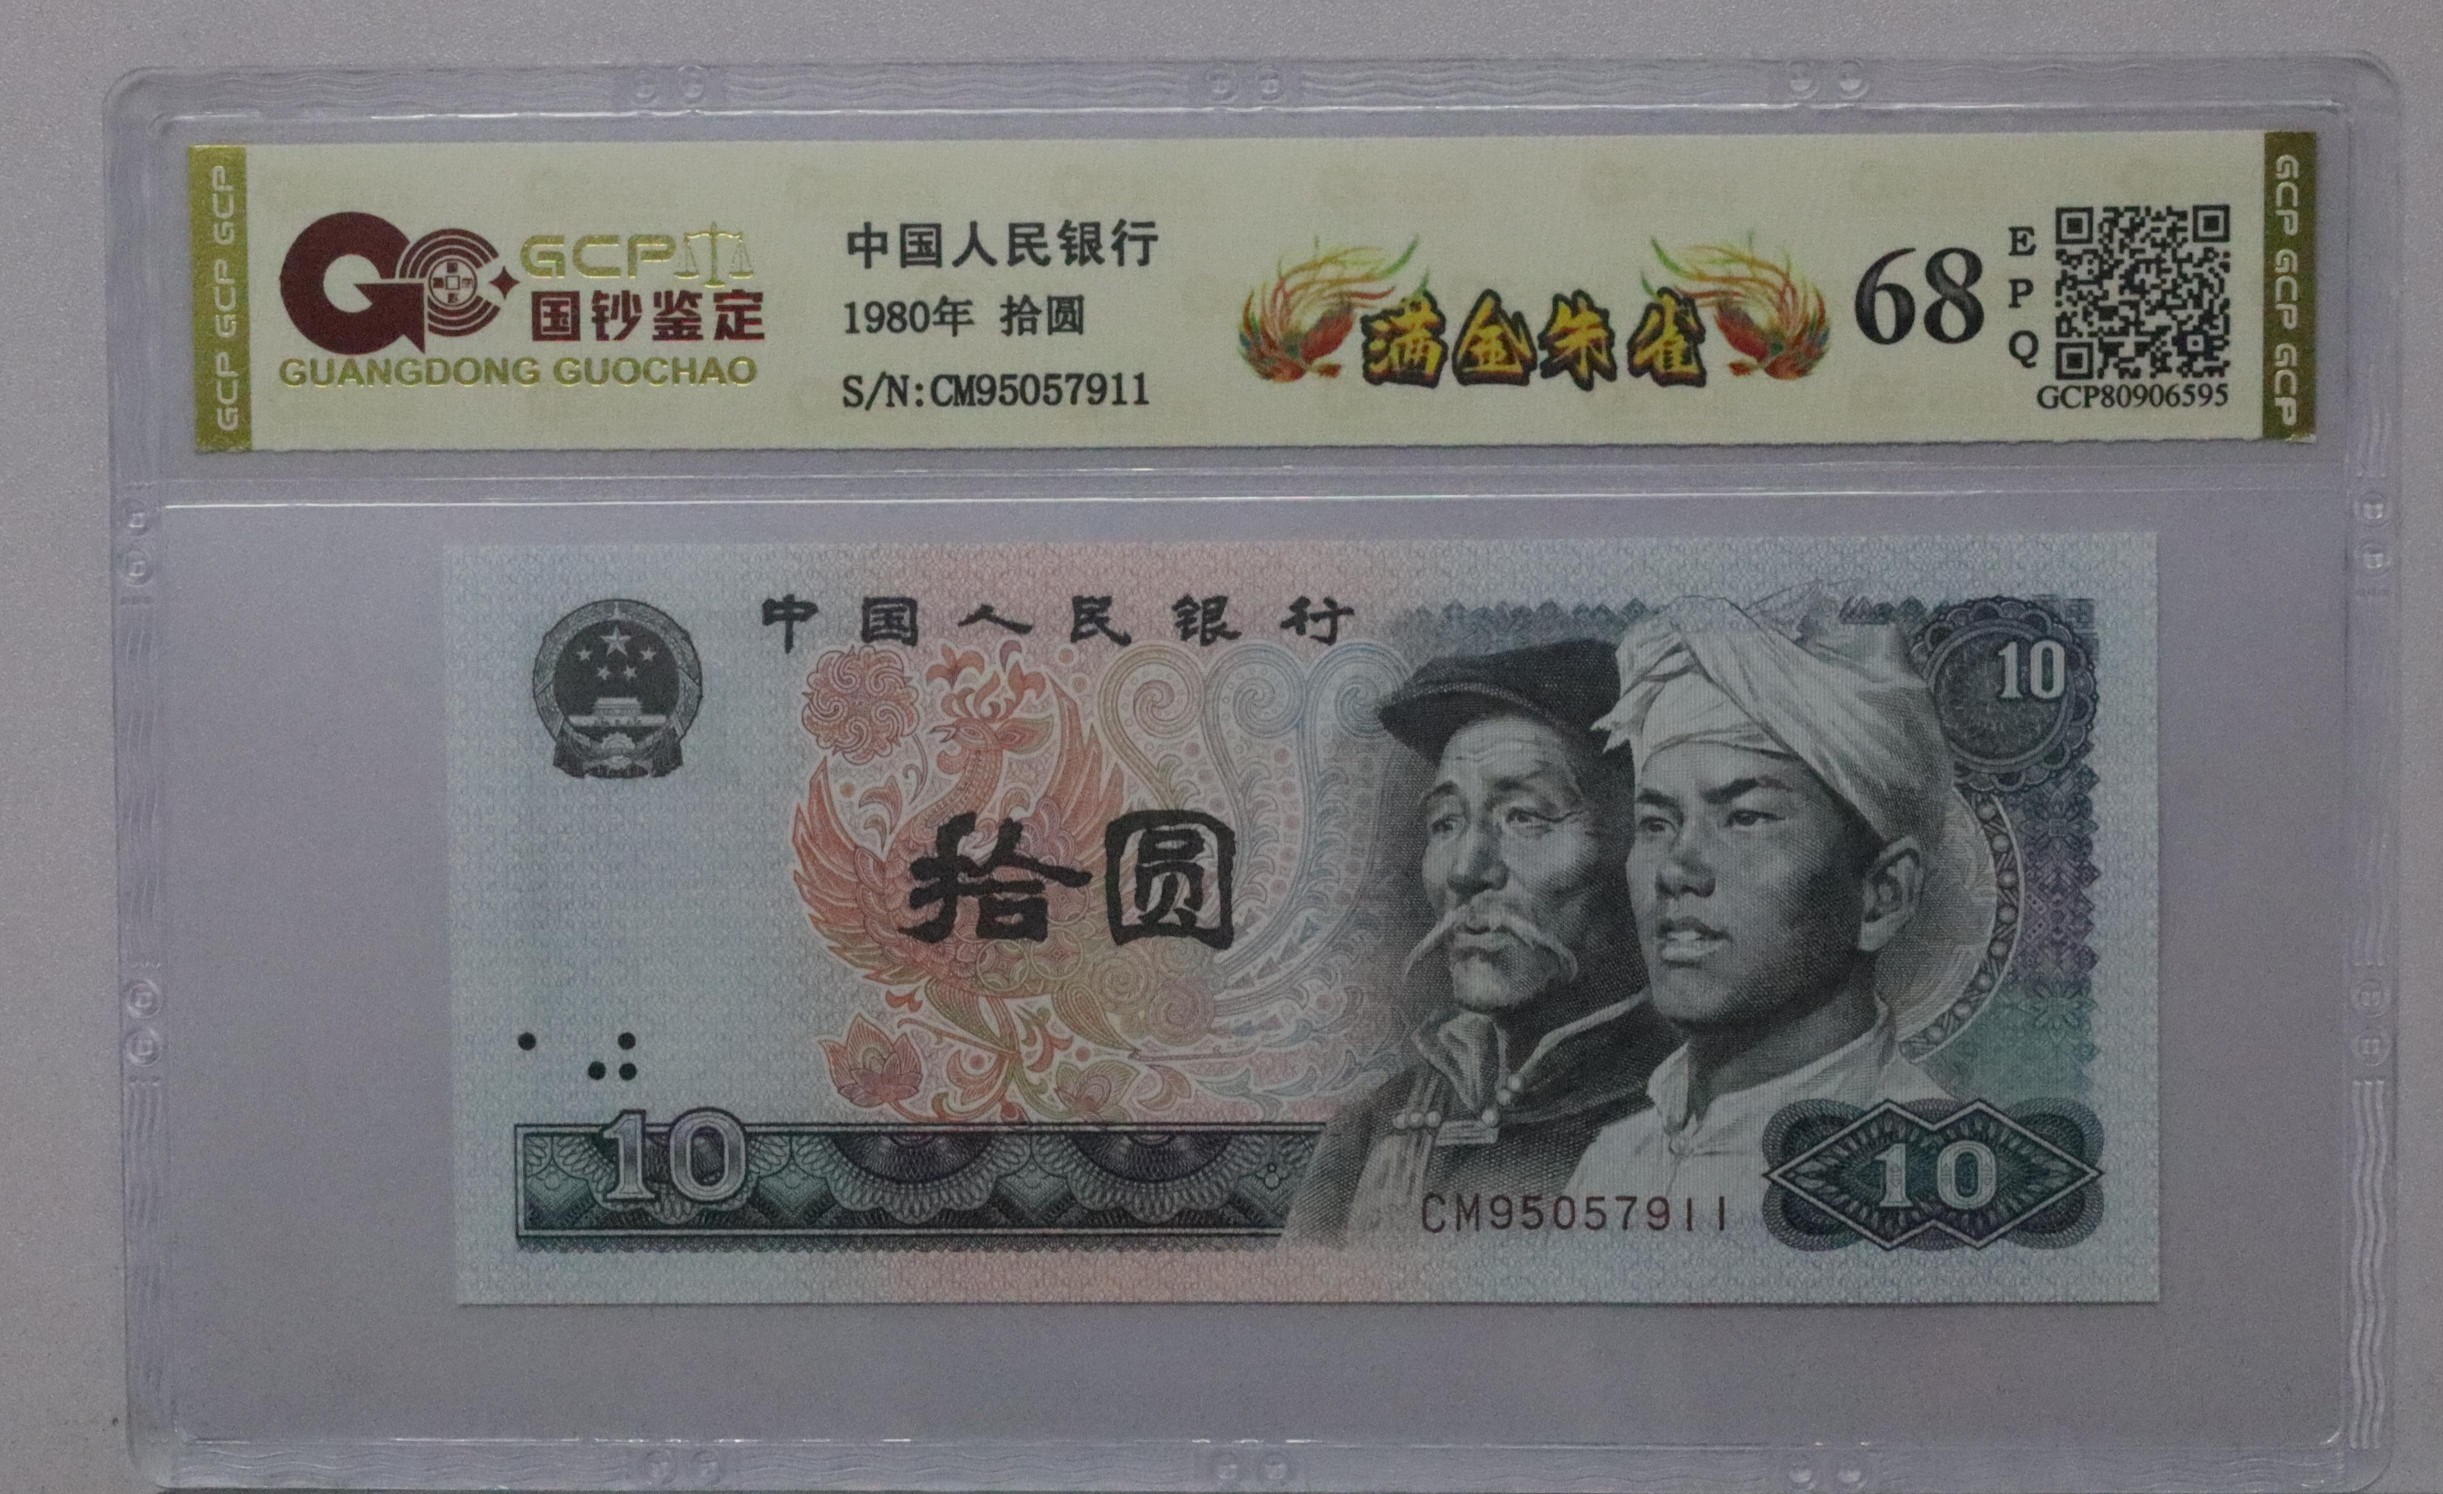 GCP GCP GCP
GCP
国钞鉴定
GUANGDONG GUOCHAO
中国人民银行
1980年 拾圆
S/N:CM95057911
满金朱雀
68
EPQ
GCP80906595
GCP GCP GCP
中国人民银行
10
拾圆
10
CM95057911
10